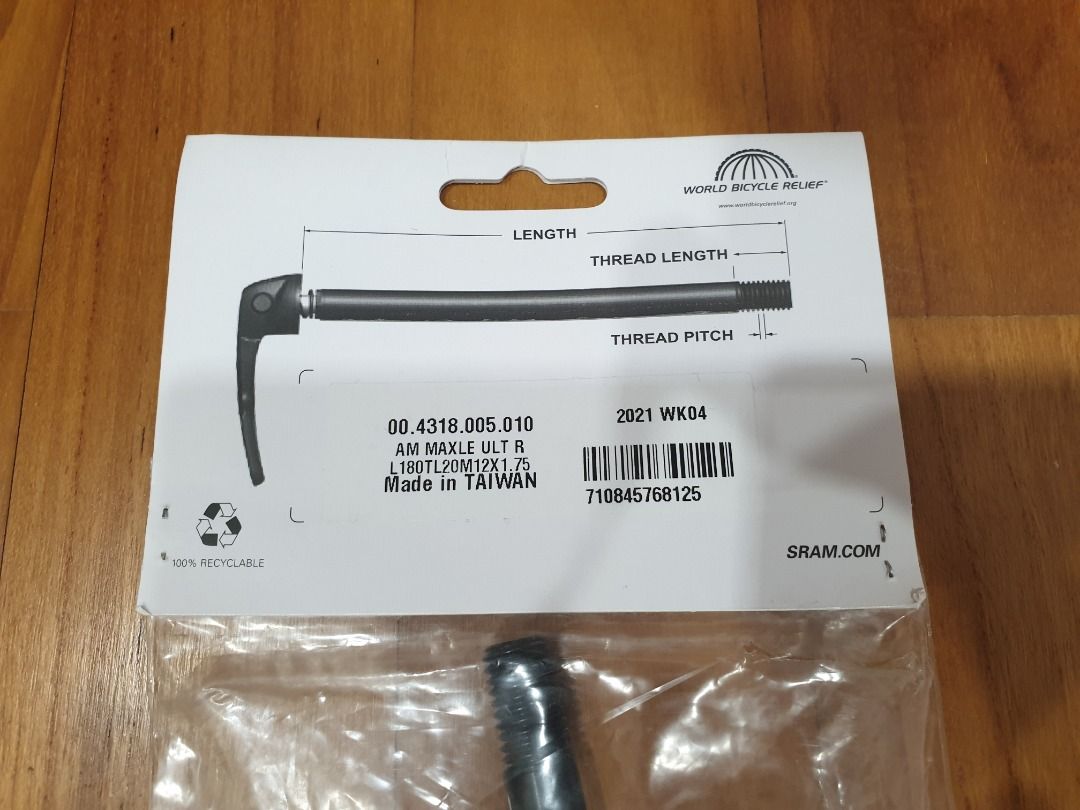 WORLD BICYCLE RELIEF®
www.worldbicyclerelief.org
LENGTH
THREAD LENGTH
THREAD PITCH
00.4318.005.010
AM MAXLE ULT R
L180TL20M12X1.75
Made in TAIWAN
2021 WK04
710845768125
100% RECYCLABLE
SRAM.COM